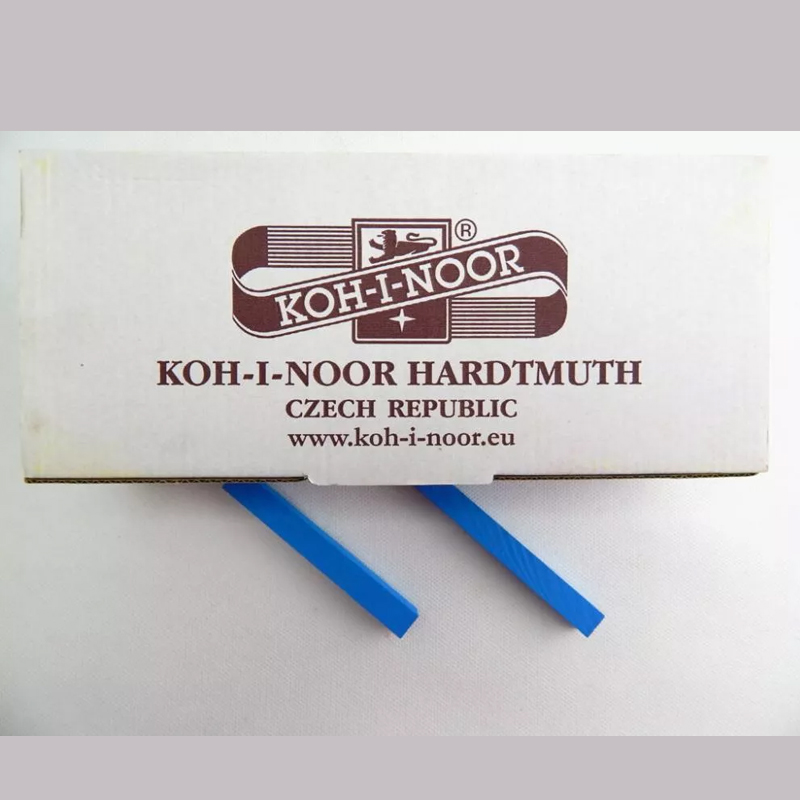 ®
KOH-I-NOOR
KOH-I-NOOR HARDTMUTH
CZECH REPUBLIC
www.koh-i-noor.eu